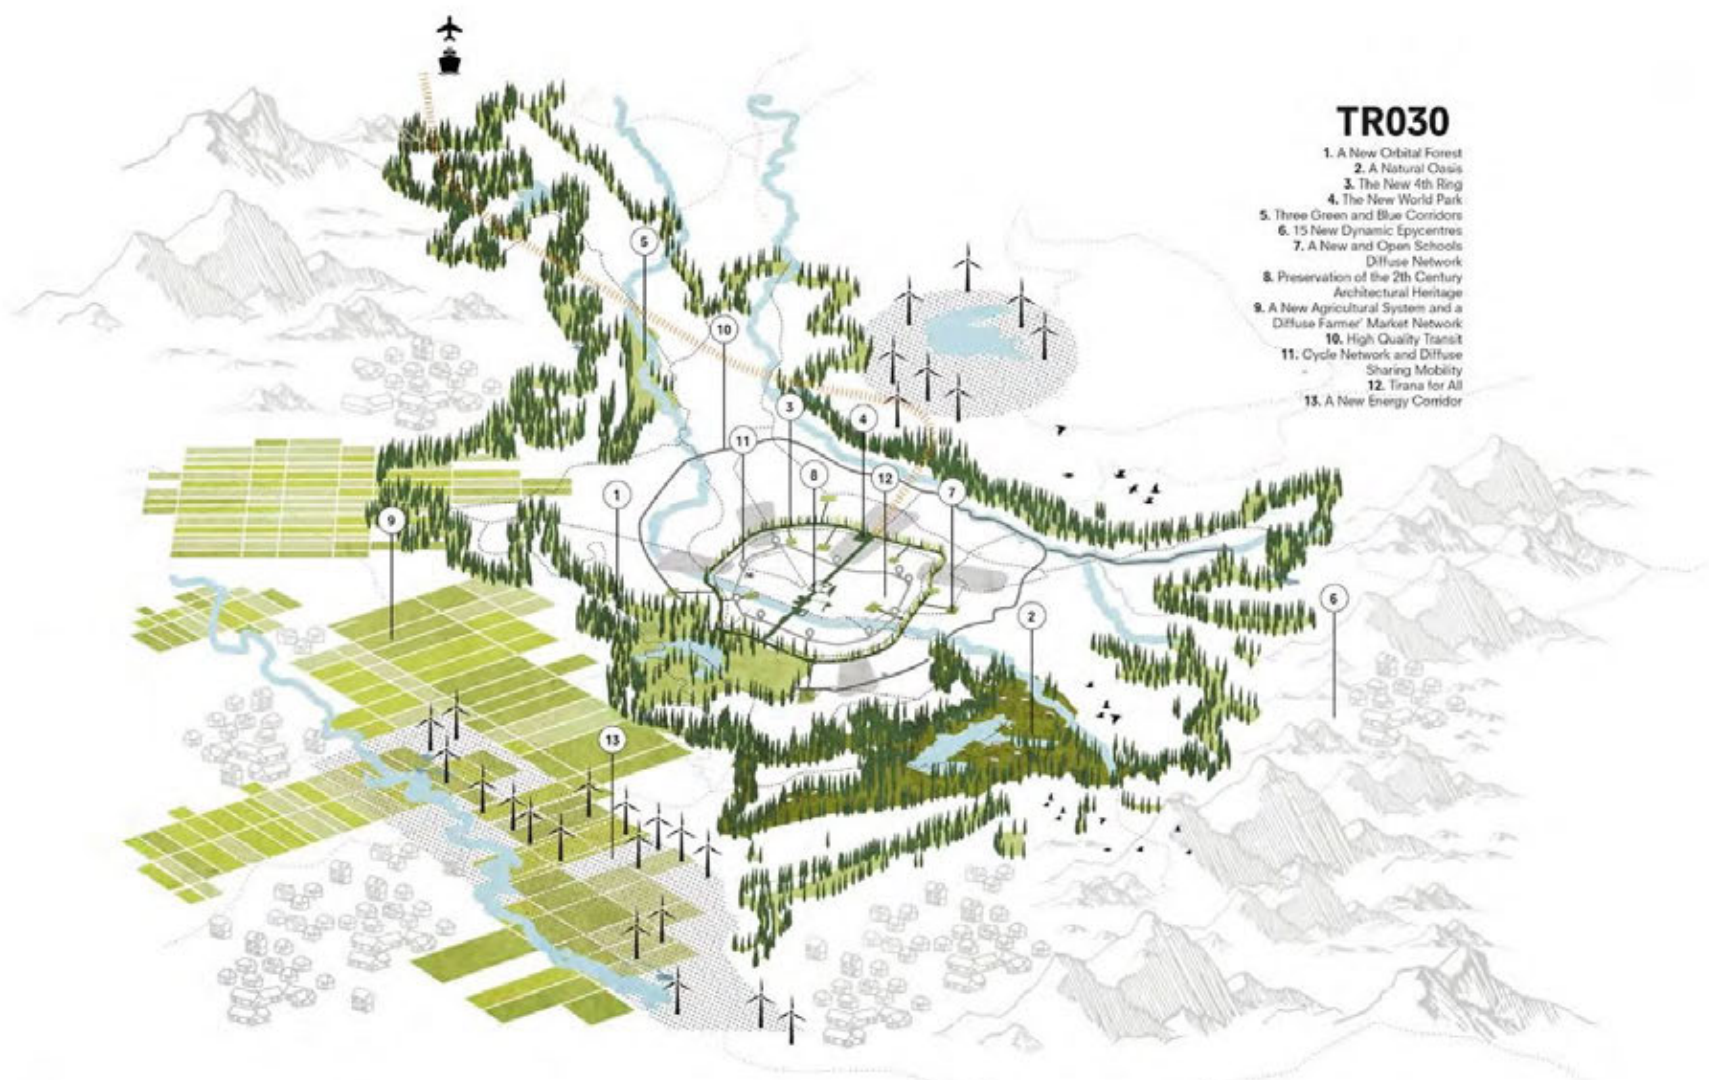 TR030
1. A New Orbital Forest
2. A Natural Oasis
3. The New 4th Ring
4. The New World Park
5. Three Green and Blue Corridors
6. 15 New Dynamic Epycentres
7. A New and Open Schools
Diffuse Network
8. Preservation of the 2th Century
Architectural Heritage
9. A New Agricultural System and a
Diffuse Farmer' Market Network
10. High Quality Transit
11. Cycle Network and Diffuse
Sharing Mobility
12. Tirana for All
13. A New Energy Corridor
5
10
3
4
11
8
12
7
1
9
6
2
13